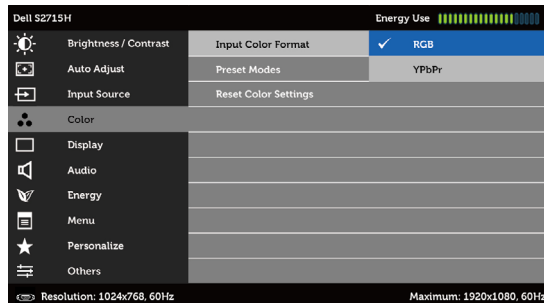 Dell S2715H
Energy Use
Brightness / Contrast
Input Color Format
RGB
Auto Adjust
Preset Modes
YPbPr
Input Source
Reset Color Settings
Color
Display
Audio
Energy
Menu
Personalize
Others
Resolution: 1024x768, 60Hz
Maximum: 1920x1080, 60Hz